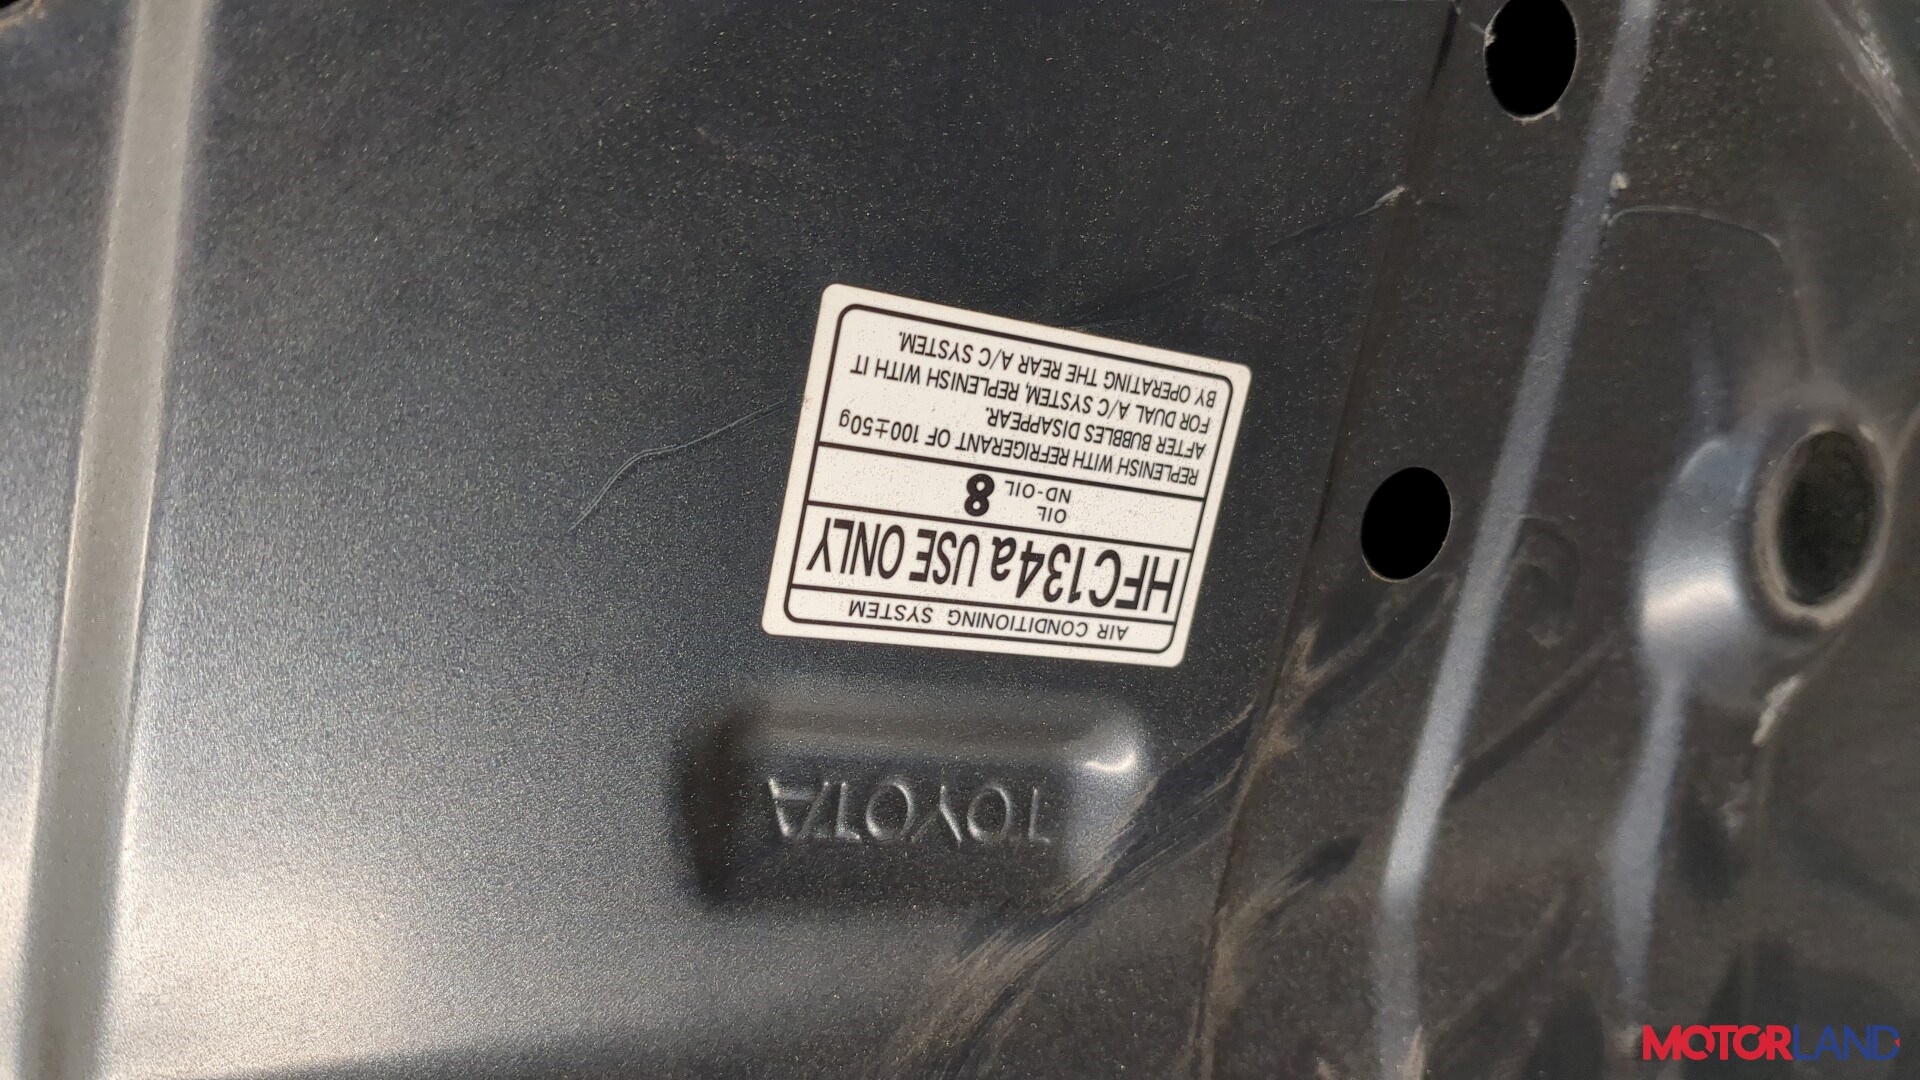 AIR CONDITIONING SYSTEM
HFC134a USE ONLY
OIL
ND-OIL 8
REPLENISH WITH REFRIGERANT OF 100±50g
AFTER BUBBLES DISAPPEAR.
FOR DUAL A/C SYSTEM, REPLENISH WITH IT
BY OPERATING THE REAR A/C SYSTEM.
TOYOTA
MOTORLAND